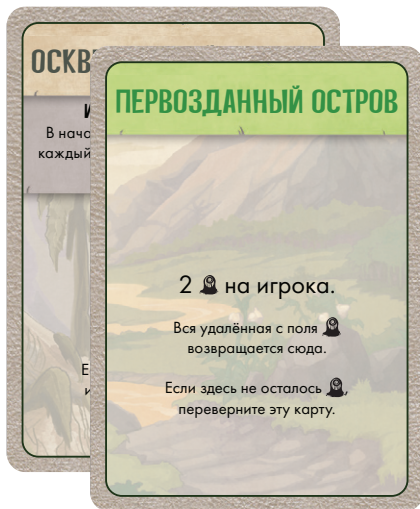 ПЕРВОЗДАННЫЙ ОСТРОВ
В нача
каждый
2 на игрока.
Вся удалённая с поля
возвращается сюда.
Если здесь не осталось ,
переверните эту карту.